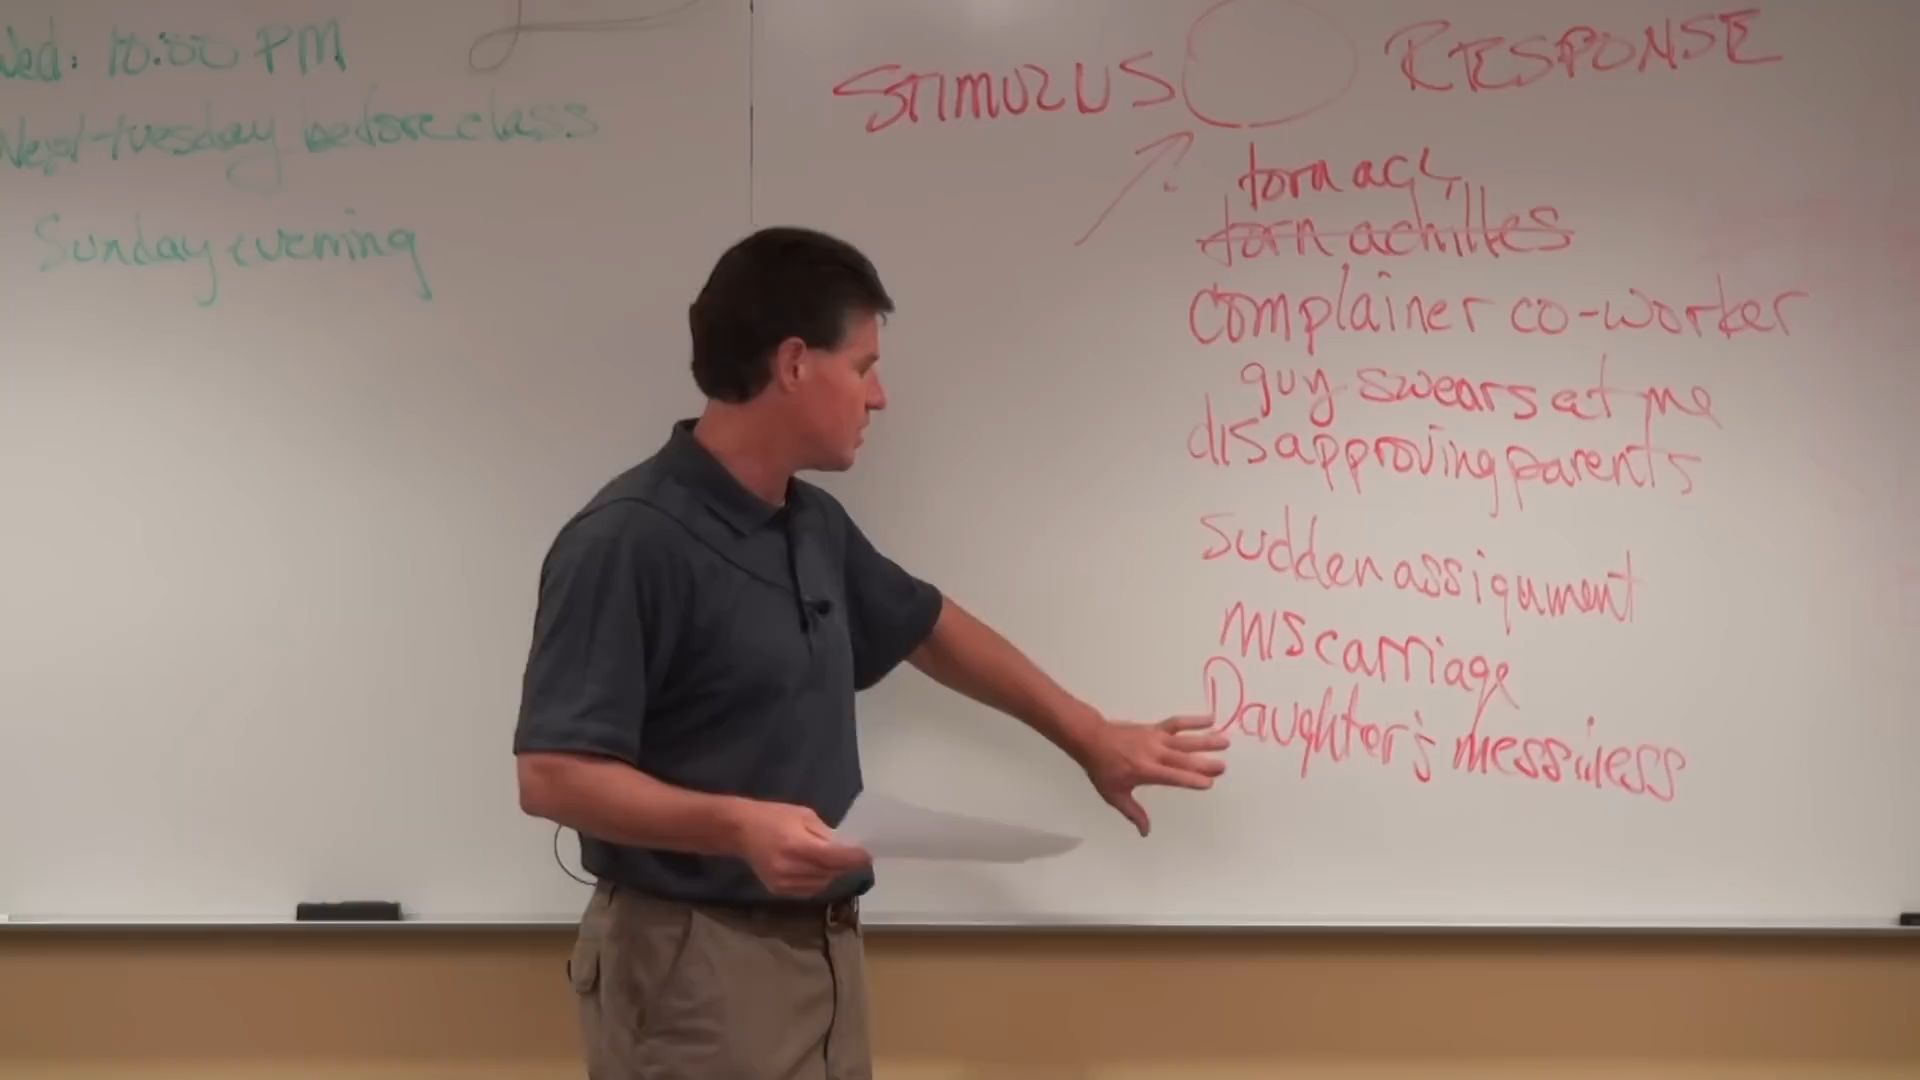 Wed: 10:00 PM
Next tuesday before class
Sunday evening
STIMULUS RESPONSE
?
torn ACL
torn achilles
complainer co-worker
guy swears at me
disapproving parents
sudden assignment
miscarriage
Daughter's messiness